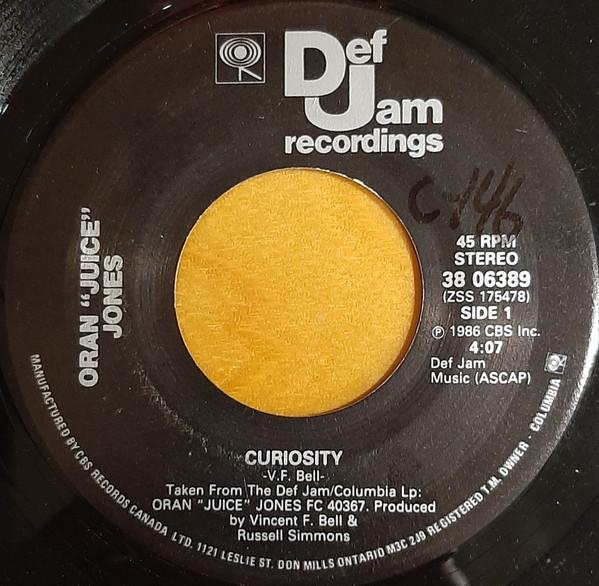 Def
Jam
recordings
C-146
ORAN "JUICE"
JONES
45 RPM
STEREO
38 06389
(ZSS 175478)
SIDE 1
℗ 1986 CBS Inc.
4:07
Def Jam
Music (ASCAP)
CURIOSITY
-V.F. Bell-
Taken From The Def Jam/Columbia Lp:
ORAN "JUICE" JONES FC 40367. Produced
by Vincent F. Bell &
Russell Simmons
MANUFACTURED BY CBS RECORDS CANADA LTD. 1121 LESLIE ST. DON MILLS ONTARIO M3C 2J9 REGISTERED T.M. OWNER - COLUMBIA